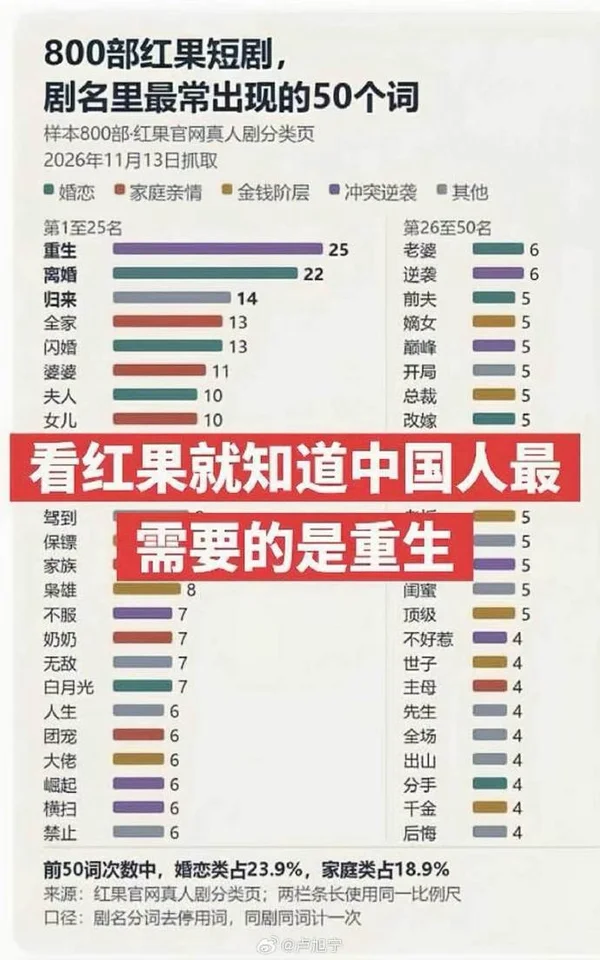 800部红果短剧，
剧名里最常出现的50个词
样本800部·红果官网真人剧分类页
2026年11月13日抓取
婚恋 家庭亲情 金钱阶层 冲突逆袭 其他
第1至25名
重生 25
离婚 22
归来 14
全家 13
闪婚 13
婆婆 11
夫人 10
女儿 10
看红果就知道中国人最
需要的是重生
驾到
保镖
家族
枭雄 8
不服 7
奶奶 7
无敌 7
白月光 7
人生 6
团宠 6
大佬 6
崛起 6
横扫 6
禁止 6
第26至50名
老婆 6
逆袭 6
前夫 5
嫡女 5
巅峰 5
开局 5
总裁 5
改嫁 5
5
5
5
闺蜜 5
顶级 5
不好惹 4
世子 4
主母 4
先生 4
全场 4
出山 4
分手 4
千金 4
后悔 4
前50词次数中，婚恋类占23.9%，家庭类占18.9%
来源：红果官网真人剧分类页；两栏条长使用同一比例尺
口径：剧名分词去停用词，同剧同词计一次
@卢旭宁